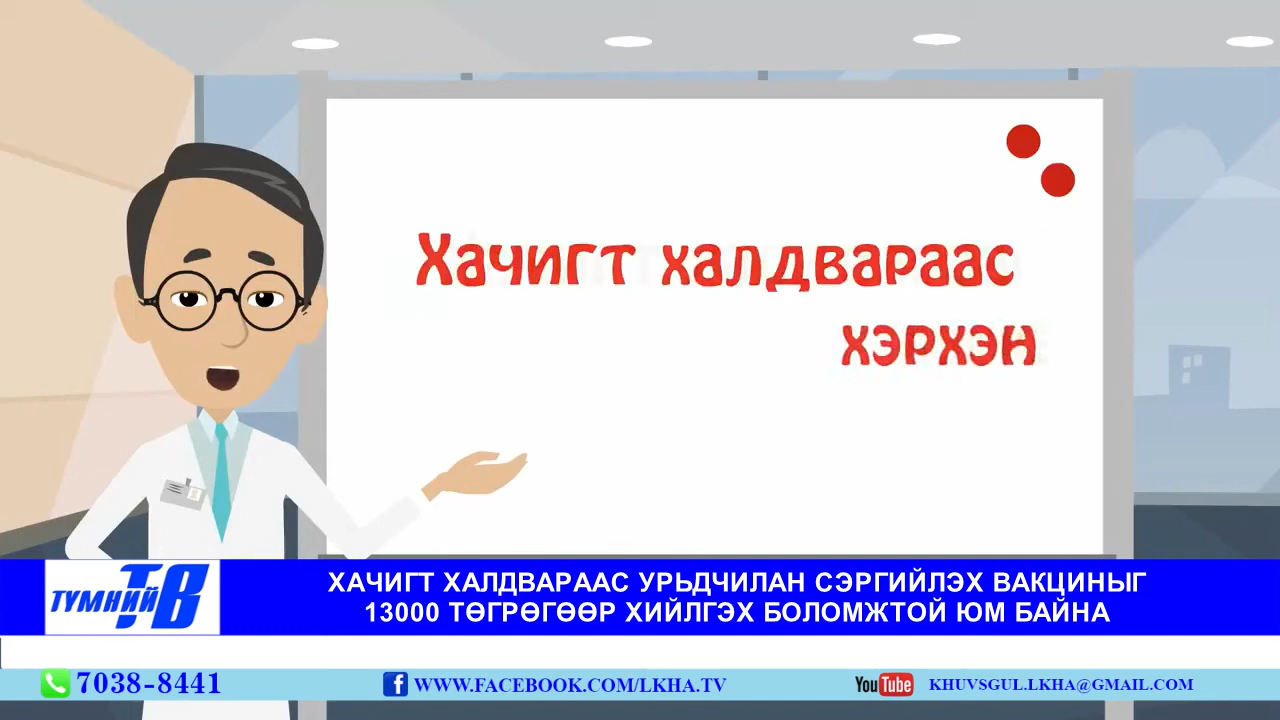 Хачигт халдвараас
хэрхэн
ТҮМНИЙ ТВ
ХАЧИГТ ХАЛДВАРААС УРЬДЧИЛАН СЭРГИЙЛЭХ ВАКЦИНЫГ
13000 ТӨГРӨГӨӨР ХИЙЛГЭХ БОЛОМЖТОЙ ЮМ БАЙНА
7038-8441
WWW.FACEBOOK.COM/LKHA.TV
YouTube KHUVSGUL.LKHA@GMAIL.COM